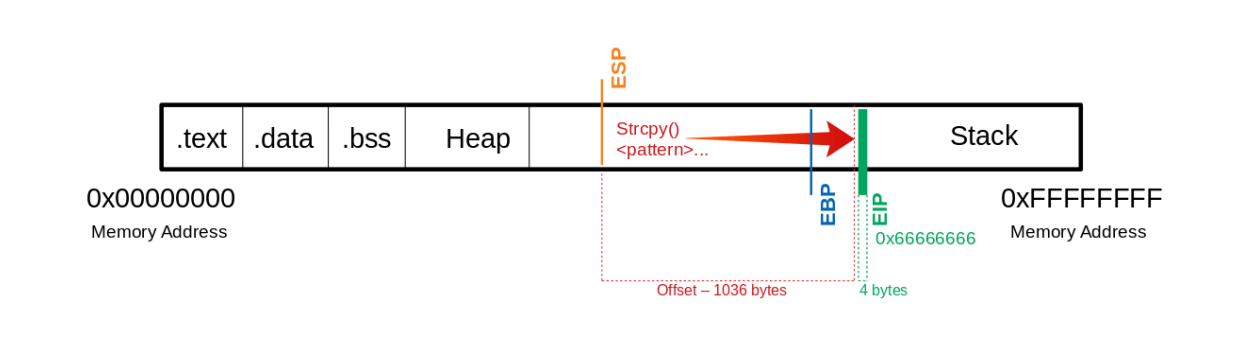 ESP
.text
.data
.bss
Heap
Strcpy()
<pattern>...
Stack
0x00000000
Memory Address
EBP
EIP
0x66666666
0xFFFFFFFF
Memory Address
Offset – 1036 bytes
4 bytes